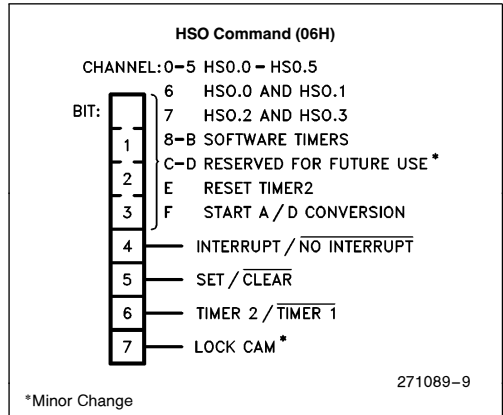 HSO Command (06H)
CHANNEL: 0-5 HSO.0 – HSO.5
6 HSO.0 AND HSO.1
BIT:
7 HSO.2 AND HSO.3
8–B SOFTWARE TIMERS
1
C–D RESERVED FOR FUTURE USE*
2
E RESET TIMER2
3
F START A/D CONVERSION
4 INTERRUPT / NO INTERRUPT
5 SET / CLEAR
6 TIMER 2 / TIMER 1
7 LOCK CAM*
271089–9
*Minor Change